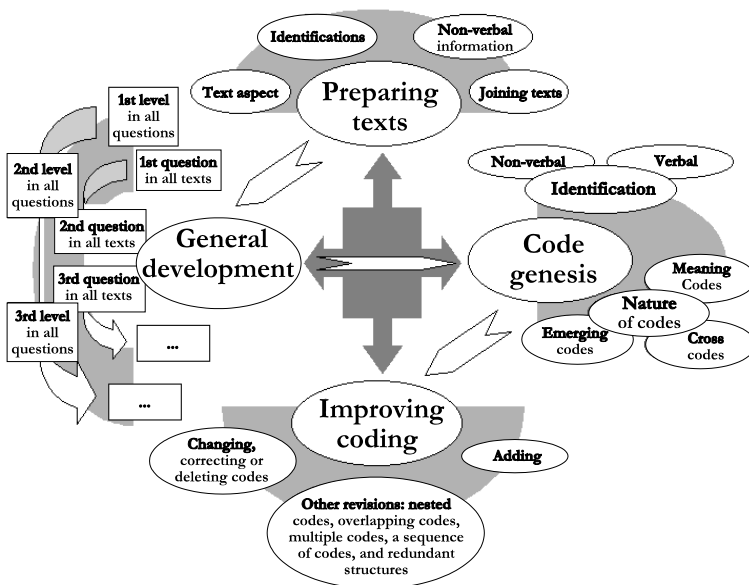 Identifications
Non-verbal
information
Text aspect
Preparing
texts
Joining texts
1st level
in all
questions
1st question
in all texts
2nd level
in all
questions
2nd question
in all texts
3rd question
in all texts
3rd level
in all
questions
...
...
General
development
Non-verbal
Verbal
Identification
Code
genesis
Meaning
Codes
Nature
of codes
Emerging
codes
Cross
codes
Improving
coding
Changing,
correcting or
deleting codes
Adding
Other revisions: nested
codes, overlapping codes,
multiple codes, a sequence
of codes, and redundant
structures